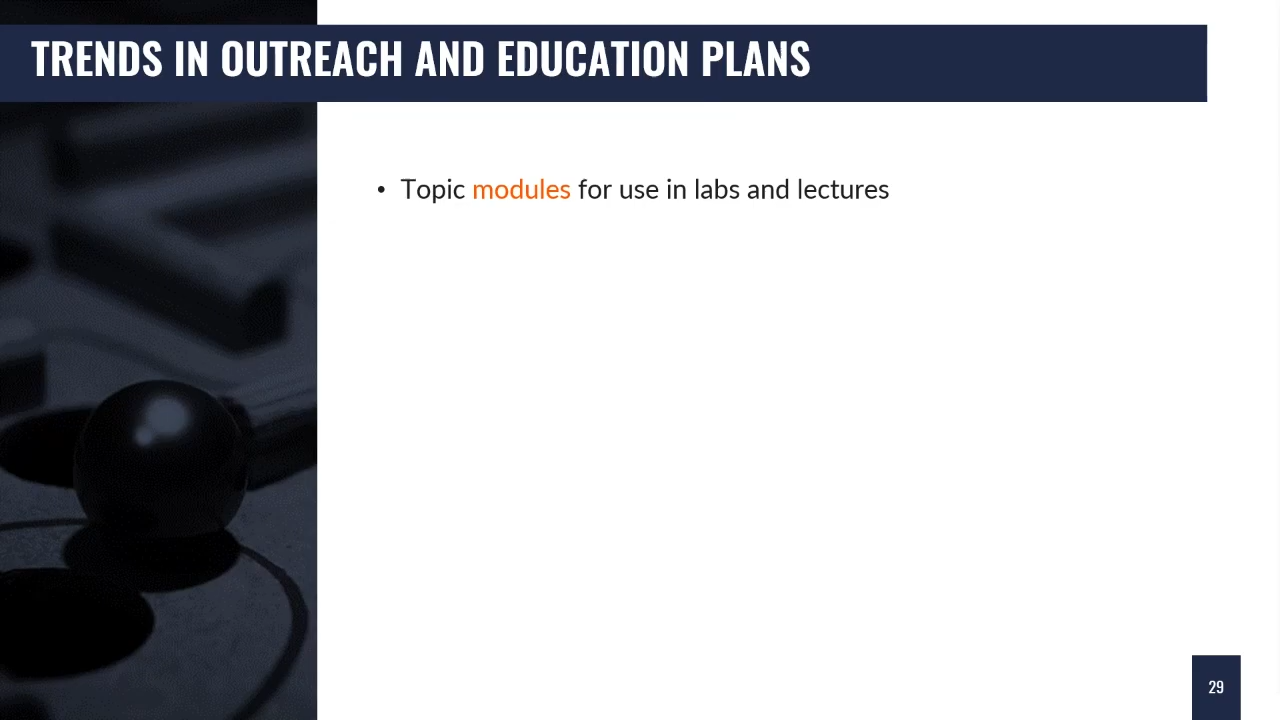 TRENDS IN OUTREACH AND EDUCATION PLANS
• Topic modules for use in labs and lectures
29